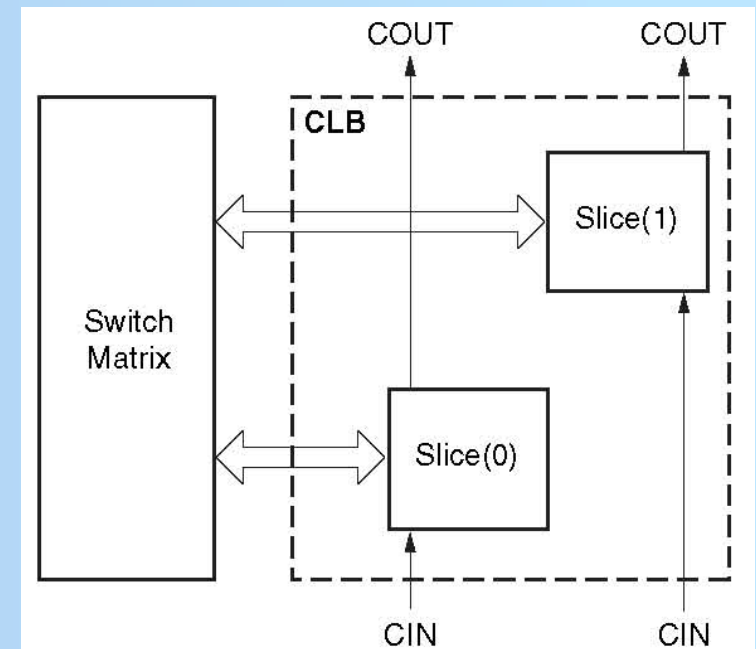 COUT
COUT
CLB
Slice(1)
Switch
Matrix
Slice(0)
CIN
CIN